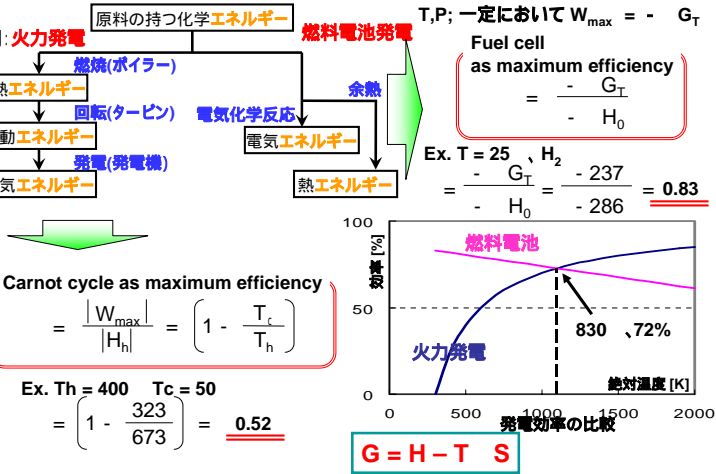 原料の持つ化学エネルギー
火力発電
燃料電池発電
燃焼(ボイラー)
熱エネルギー
回転(タービン)
動エネルギー
発電(発電機)
気エネルギー
電気化学反応
電気エネルギー
余熱
熱エネルギー
T,P; 一定において Wmax = - GT
Fuel cell
as maximum efficiency
= - GT / - H0
Ex. T = 25 、H2
= - GT / - H0 = - 237 / - 286 = 0.83
Carnot cycle as maximum efficiency
= |Wmax| / |Hh| = (1 - Tc / Th)
Ex. Th = 400 Tc = 50
= (1 - 323 / 673) = 0.52
効率 [%]
100
50
0
燃料電池
火力発電
830 、72%
絶対温度 [K]
0 500 1000 1500 2000
発電効率の比較
G = H – T S